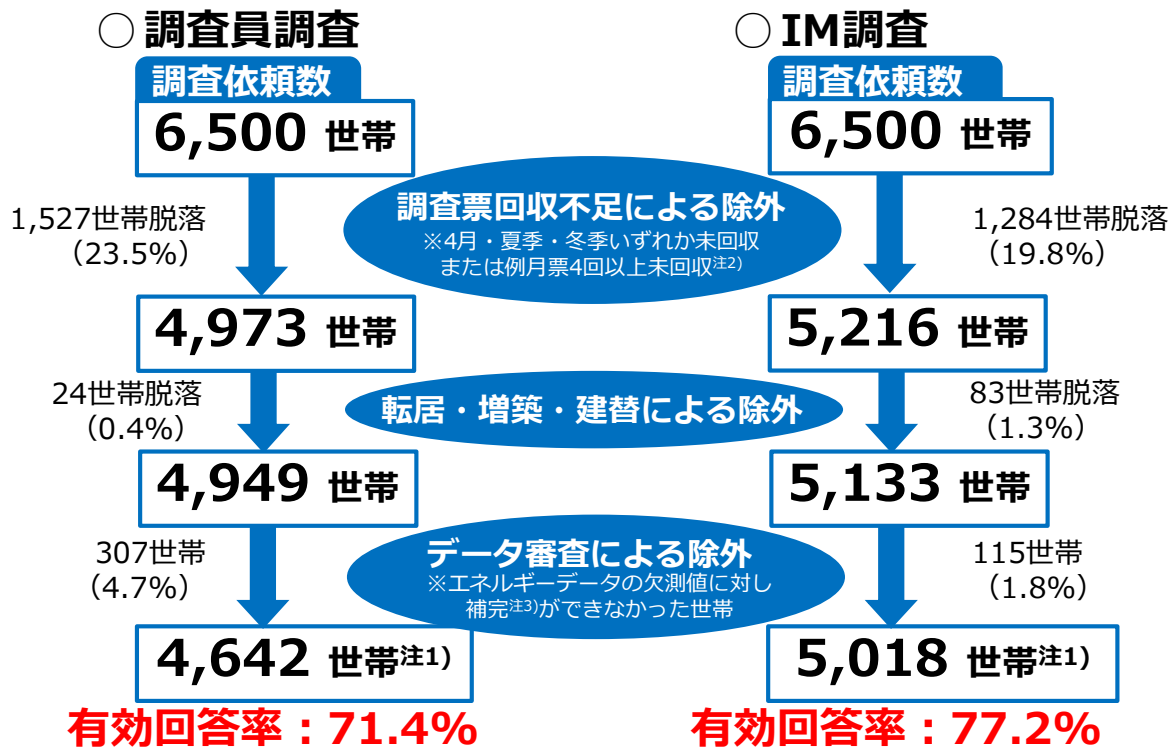 ○ 調査員調査
調査依頼数
6,500 世帯
1,527世帯脱落
（23.5%）
4,973 世帯
24世帯脱落
（0.4%）
4,949 世帯
307世帯
（4.7%）
4,642 世帯注1)
有効回答率：71.4%
調査票回収不足による除外
※4月・夏季・冬季いずれか未回収
または例月票4回以上未回収注2)
転居・増築・建替による除外
データ審査による除外
※エネルギーデータの欠測値に対し
補完注3)ができなかった世帯
○ IM調査
調査依頼数
6,500 世帯
1,284世帯脱落
（19.8%）
5,216 世帯
83世帯脱落
（1.3%）
5,133 世帯
115世帯
（1.8%）
5,018 世帯注1)
有効回答率：77.2%